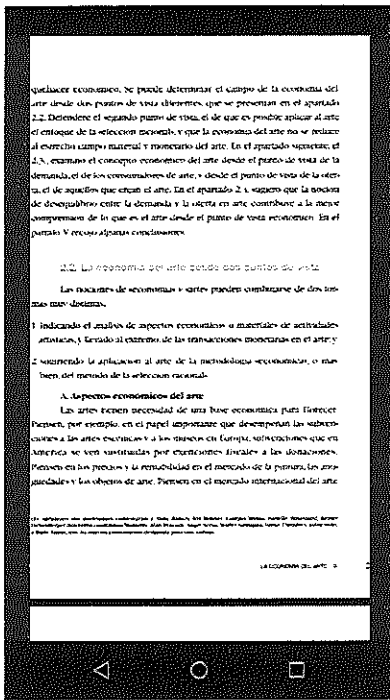 quehacer económico. Se puede determinar el campo de la economía del
arte desde dos puntos de vista diferentes, que se presentan en el apartado
2.2. Defenderé el segundo punto de vista, el de que es posible aplicar al arte
el enfoque de la «elección racional», y que la economía del arte no se reduce
al estrecho campo material y monetario del arte. En el apartado siguiente, el
2.3., examino el concepto económico del arte desde el punto de vista de la
demanda, el de los consumidores de arte, y desde el punto de vista de la ofer-
ta, el de aquellos que crean el arte. En el apartado 2.4. sugiero que la noción
de desequilibrio entre la demanda y la oferta en arte contribuye a la mejor
comprensión de lo que es el arte desde el punto de vista económico. En el
partado V recojo algunas conclusiones.
2.2. La economía del arte desde dos puntos de vista
Las nociones de «economía» y «arte» pueden combinarse de dos for-
mas muy distintas.
1 indicando el análisis de aspectos económicos o materiales de actividades
artísticas, y llevado al extremo, de las transacciones monetarias en el arte; y
2 sugiriendo la aplicación al arte de la metodología «económica», o más
bien, del método de la «elección racional».
A. Aspectos económicos del arte
Las artes tienen necesidad de una base económica para florecer.
Piensen, por ejemplo, en el papel importante que desempeñan las subven-
ciones a las artes escénicas y a los museos en Europa, subvenciones que en
América se ven sustituidas por exenciones fiscales a las donaciones.
Piensen en los precios y la rentabilidad en el mercado de la pintura, las anti-
güedades y los objetos de arte. Piensen en el mercado internacional del arte
LA ECONOMÍA DEL ARTE